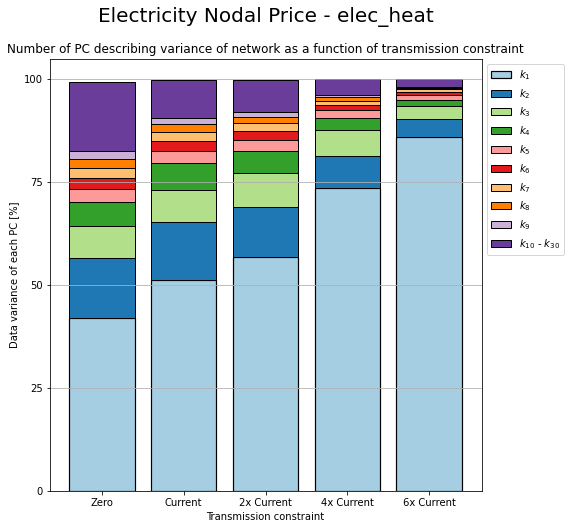 Electricity Nodal Price - elec_heat
Number of PC describing variance of network as a function of transmission constraint
Data variance of each PC [%]
100
75
50
25
0
Zero
Current
2x Current
4x Current
6x Current
Transmission constraint
k₁
k₂
k₃
k₄
k₅
k₆
k₇
k₈
k₉
k₁₀ - k₃₀